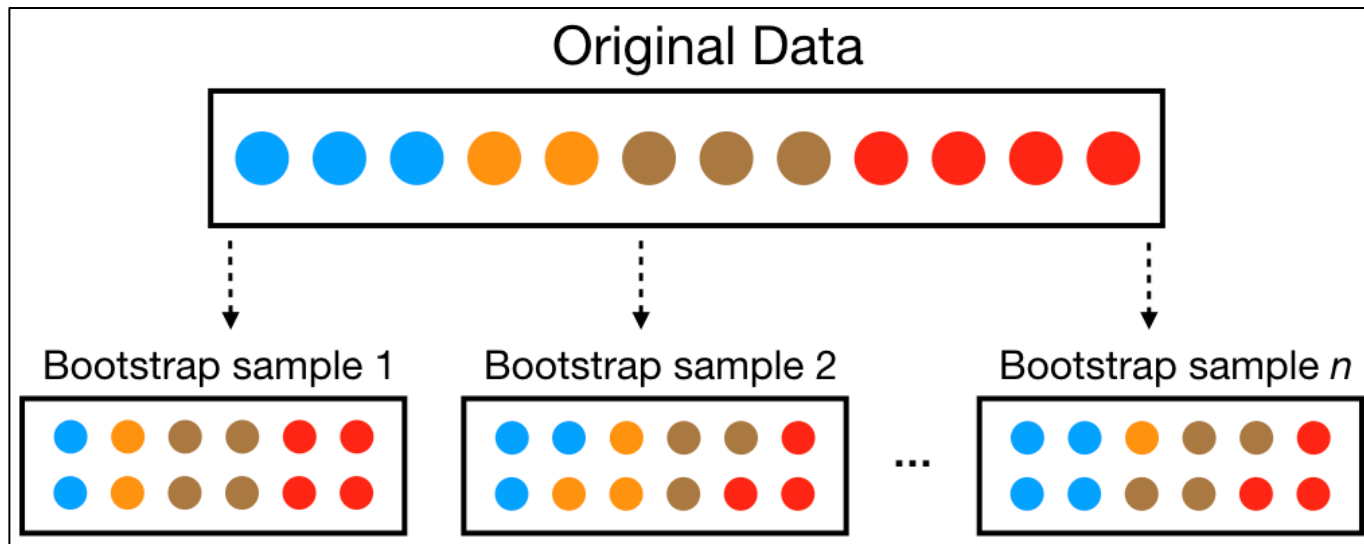 Original Data
Bootstrap sample 1
Bootstrap sample 2
...
Bootstrap sample n